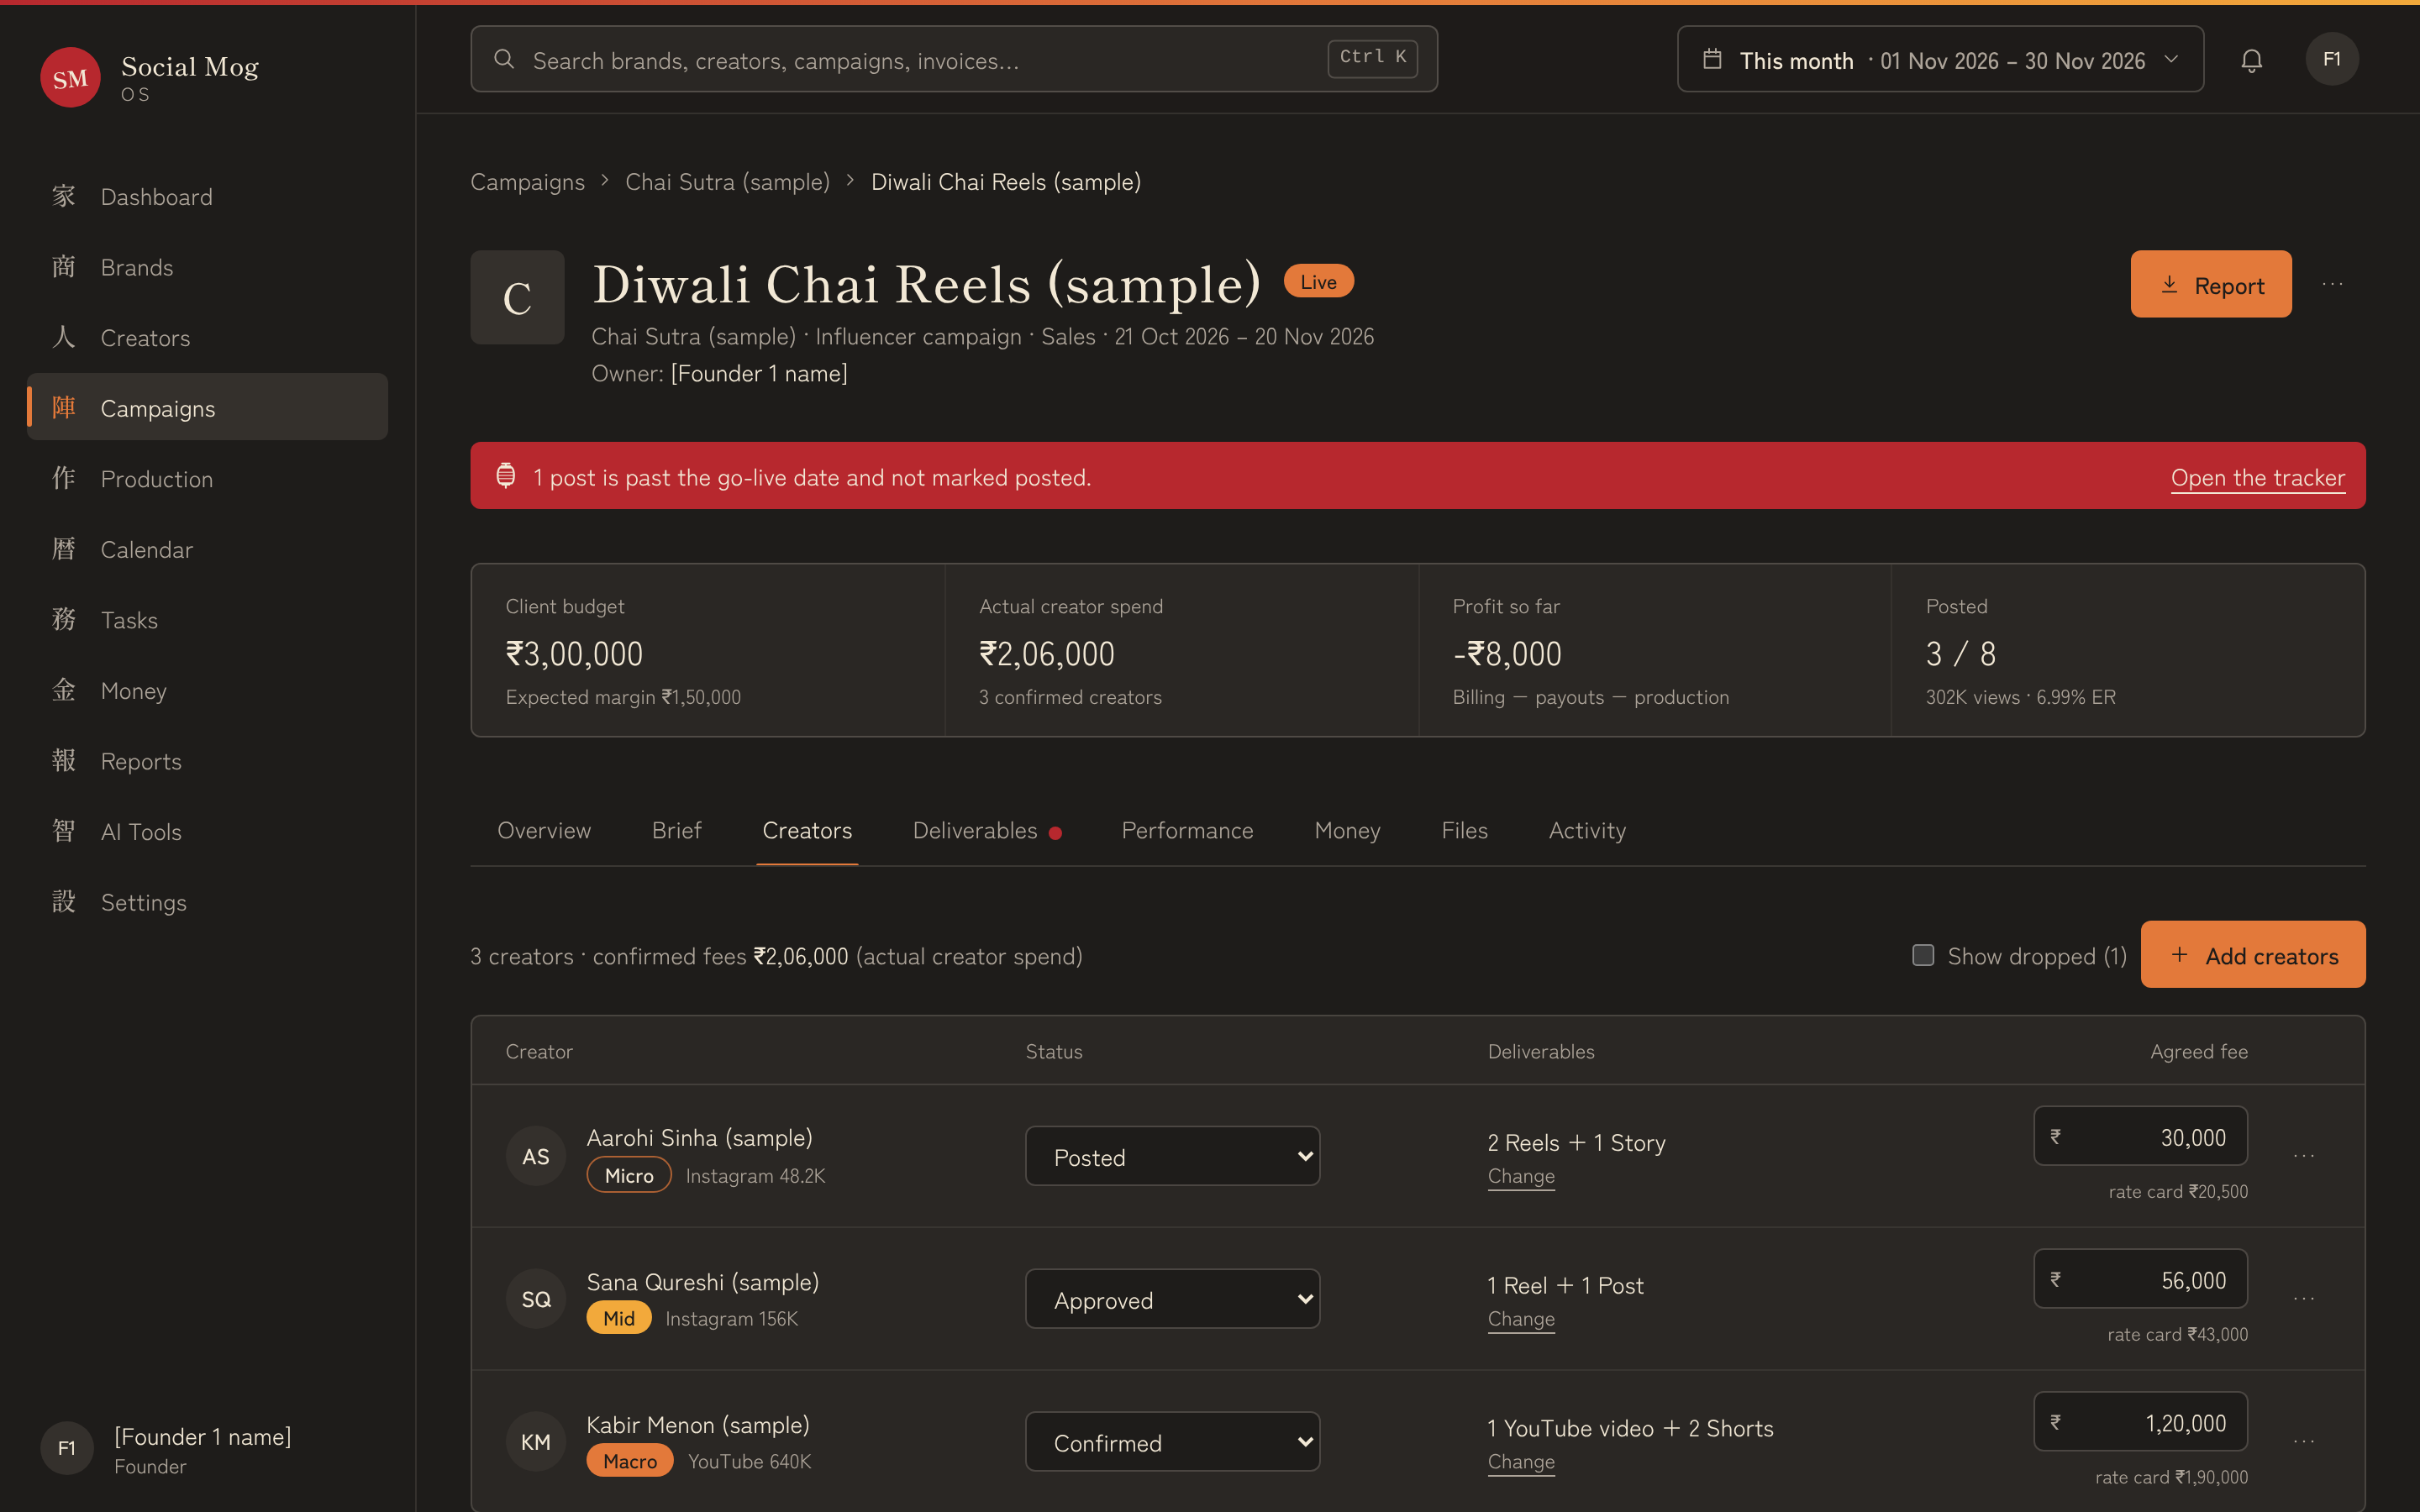 SM
Social Mog
OS
家 Dashboard
商 Brands
人 Creators
陣 Campaigns
作 Production
暦 Calendar
務 Tasks
金 Money
報 Reports
智 AI Tools
設 Settings
F1
[Founder 1 name]
Founder
Search brands, creators, campaigns, invoices...
Ctrl K
This month · 01 Nov 2026 – 30 Nov 2026
F1
Campaigns > Chai Sutra (sample) > Diwali Chai Reels (sample)
C
Diwali Chai Reels (sample) Live
Chai Sutra (sample) · Influencer campaign · Sales · 21 Oct 2026 – 20 Nov 2026
Owner: [Founder 1 name]
Report
...
1 post is past the go-live date and not marked posted.
Open the tracker
Client budget
₹3,00,000
Expected margin ₹1,50,000
Actual creator spend
₹2,06,000
3 confirmed creators
Profit so far
-₹8,000
Billing — payouts — production
Posted
3 / 8
302K views · 6.99% ER
Overview Brief Creators Deliverables Performance Money Files Activity
3 creators · confirmed fees ₹2,06,000 (actual creator spend)
Show dropped (1)
+ Add creators
Creator Status Deliverables Agreed fee
AS
Aarohi Sinha (sample)
Micro Instagram 48.2K
Posted
2 Reels + 1 Story
Change
₹ 30,000
rate card ₹20,500
...
SQ
Sana Qureshi (sample)
Mid Instagram 156K
Approved
1 Reel + 1 Post
Change
₹ 56,000
rate card ₹43,000
...
KM
Kabir Menon (sample)
Macro YouTube 640K
Confirmed
1 YouTube video + 2 Shorts
Change
₹ 1,20,000
rate card ₹1,90,000
...